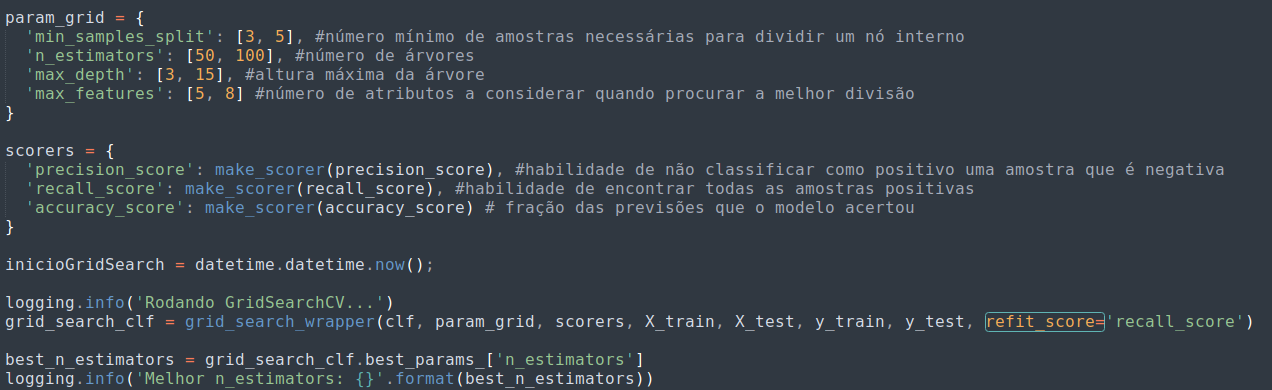 param_grid = {
'min_samples_split': [3, 5], #número mínimo de amostras necessárias para dividir um nó interno
'n_estimators': [50, 100], #número de árvores
'max_depth': [3, 15], #altura máxima da árvore
'max_features': [5, 8] #número de atributos a considerar quando procurar a melhor divisão
}
scorers = {
'precision_score': make_scorer(precision_score), #habilidade de não classificar como positivo uma amostra que é negativa
'recall_score': make_scorer(recall_score), #habilidade de encontrar todas as amostras positivas
'accuracy_score': make_scorer(accuracy_score) # fração das previsões que o modelo acertou
}
inicioGridSearch = datetime.datetime.now();
logging.info('Rodando GridSearchCV...')
grid_search_clf = grid_search_wrapper(clf, param_grid, scorers, X_train, X_test, y_train, y_test, refit_score='recall_score')
best_n_estimators = grid_search_clf.best_params_['n_estimators']
logging.info('Melhor n_estimators: {}'.format(best_n_estimators))